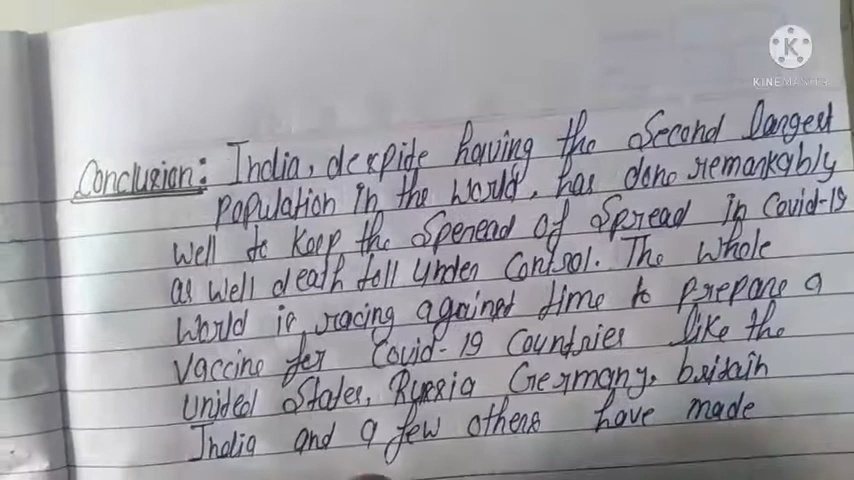 K
KINEMASTER
Conclusion: India, despite having the Second largest
population in the world, has done remarkably
well to keep the Speread of Spread in Covid-19
as well death toll under control. The whole
world is racing against time to prepare a
vaccine for Covid-19 Countries like the
United States, Russia Germany, britain
India and a few others have made